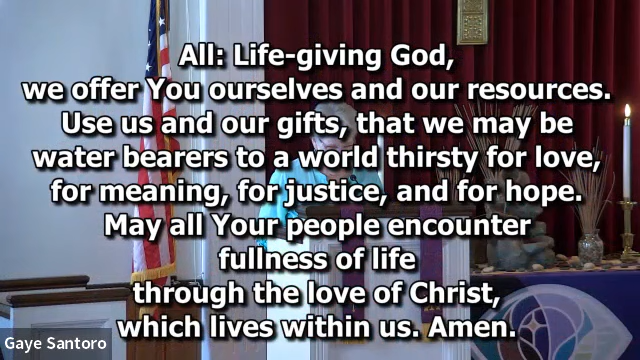 All: Life-giving God,
we offer You ourselves and our resources.
Use us and our gifts, that we may be
water bearers to a world thirsty for love,
for meaning, for justice, and for hope.
May all Your people encounter
fullness of life
through the love of Christ,
which lives within us. Amen.
Gaye Santoro